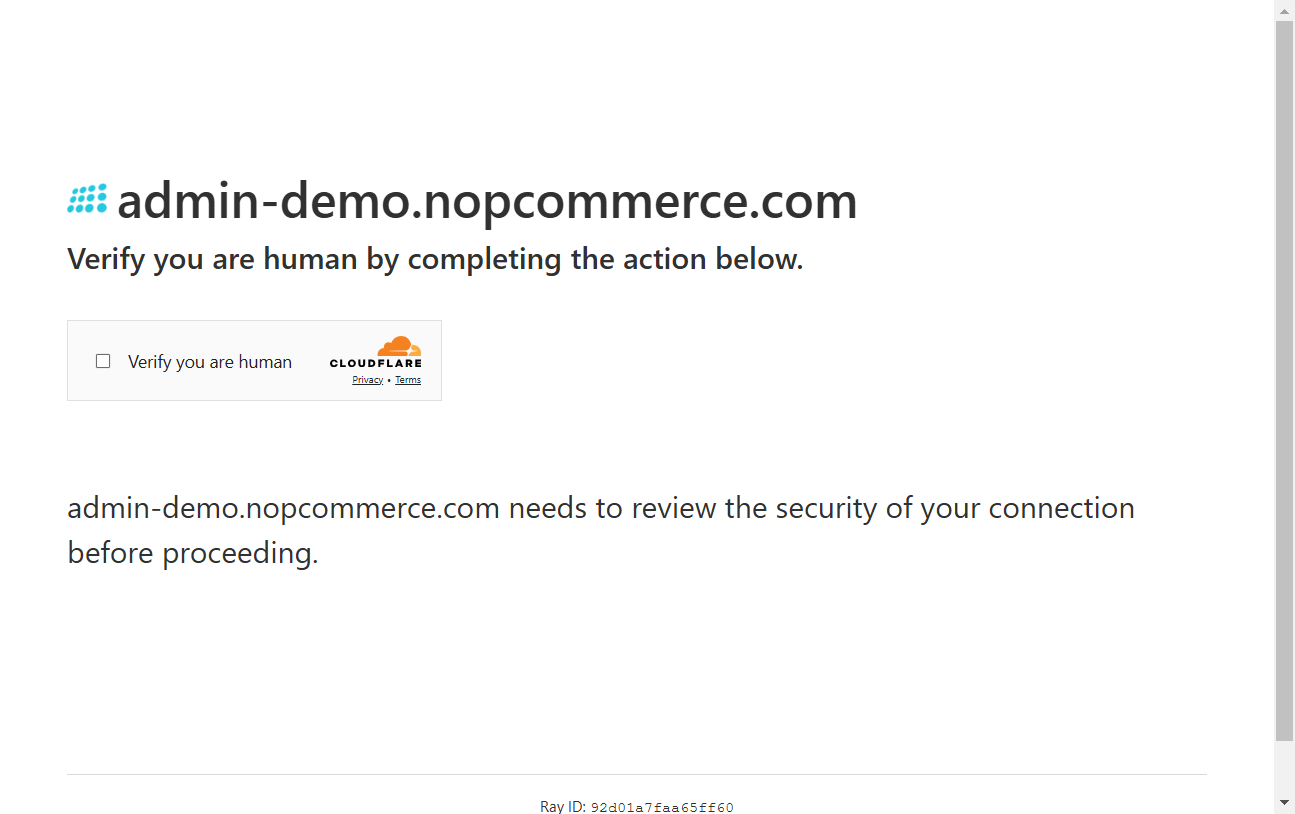 admin-demo.nopcommerce.com
Verify you are human by completing the action below.
Verify you are human
CLOUDFLARE
Privacy • Terms
admin-demo.nopcommerce.com needs to review the security of your connection
before proceeding.
Ray ID: 92d01a7faa65ff60